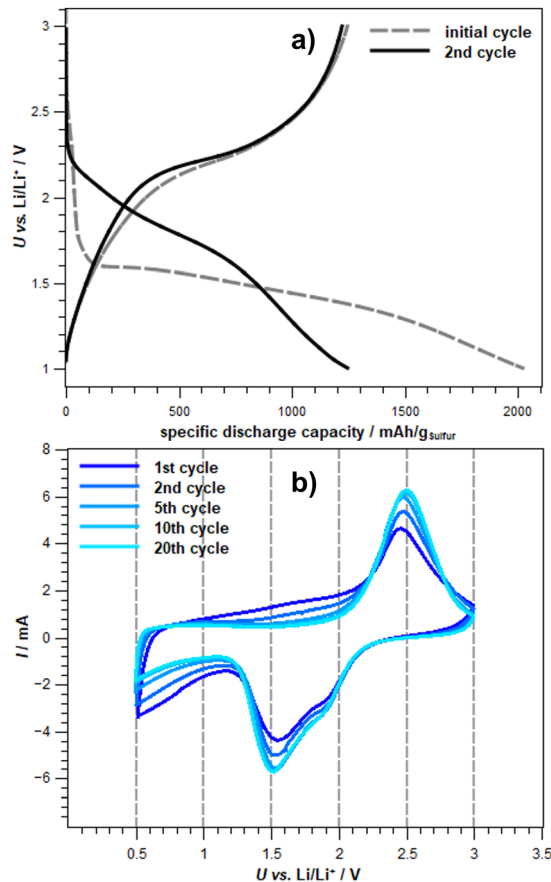 a)
initial cycle
2nd cycle
3
2.5
2
1.5
1
U vs. Li/Li⁺ / V
0 500 1000 1500 2000
specific discharge capacity / mAh/gSulfur
b)
1st cycle
2nd cycle
5th cycle
10th cycle
20th cycle
8
6
4
2
0
−2
−4
−6
I / mA
0 0.5 1 1.5 2 2.5 3 3.5
U vs. Li/Li⁺ / V